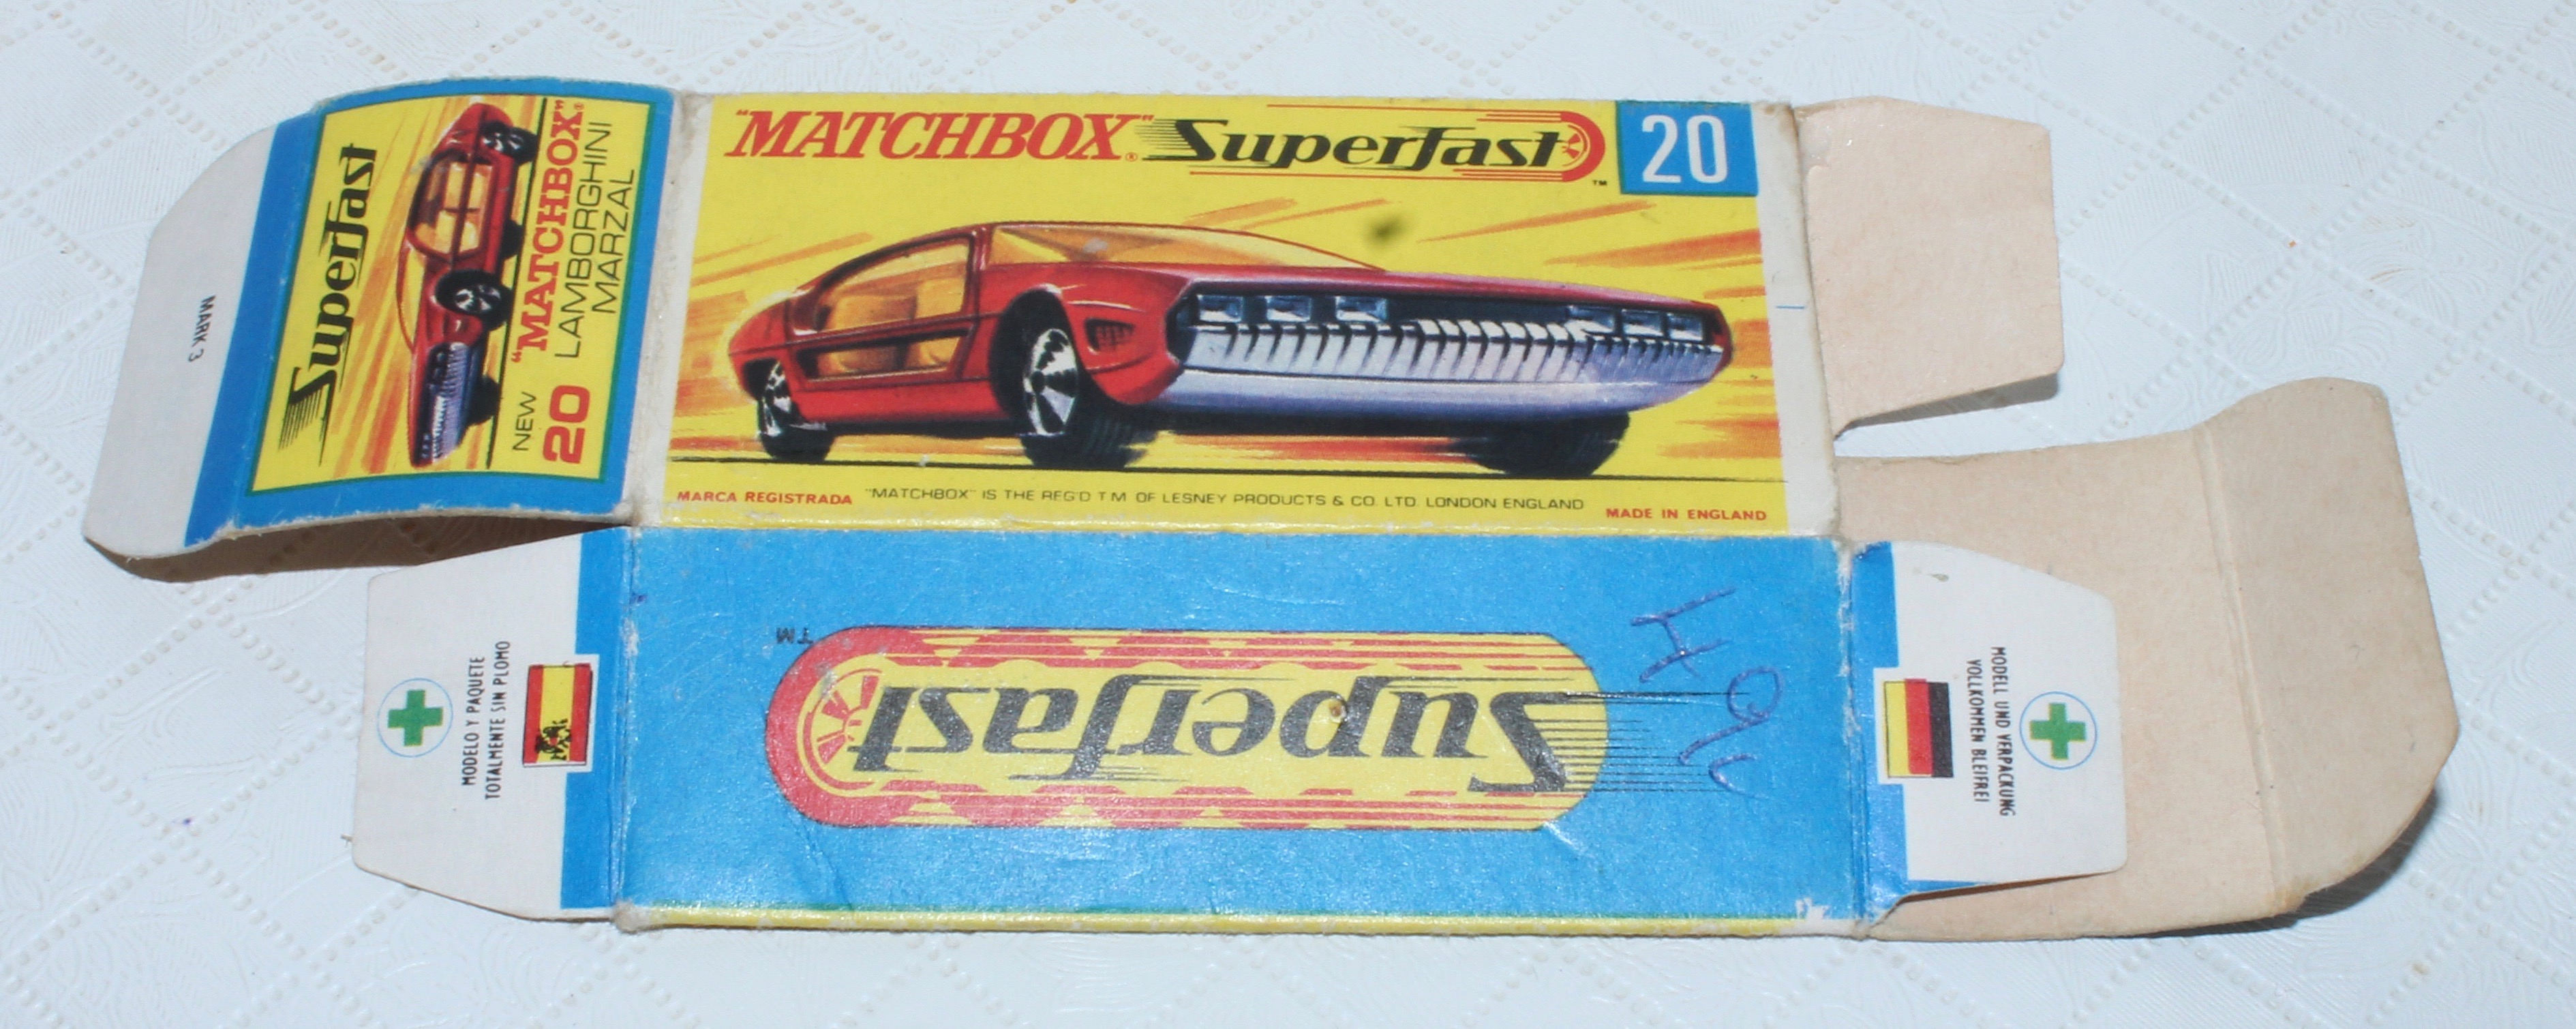 "MATCHBOX"® Superfast ™
20
MARCA REGISTRADA "MATCHBOX" IS THE REG'D T M OF LESNEY PRODUCTS & CO. LTD. LONDON ENGLAND MADE IN ENGLAND
Superfast
NEW "MATCHBOX"®
20 LAMBORGHINI
MARZAL
MARK 3
MODELO Y PAQUETE
TOTALMENTE SIN PLOMO
Superfast
TM
MODELL UND VERPACKUNG
VOLLKOMMEN BLEIFREI